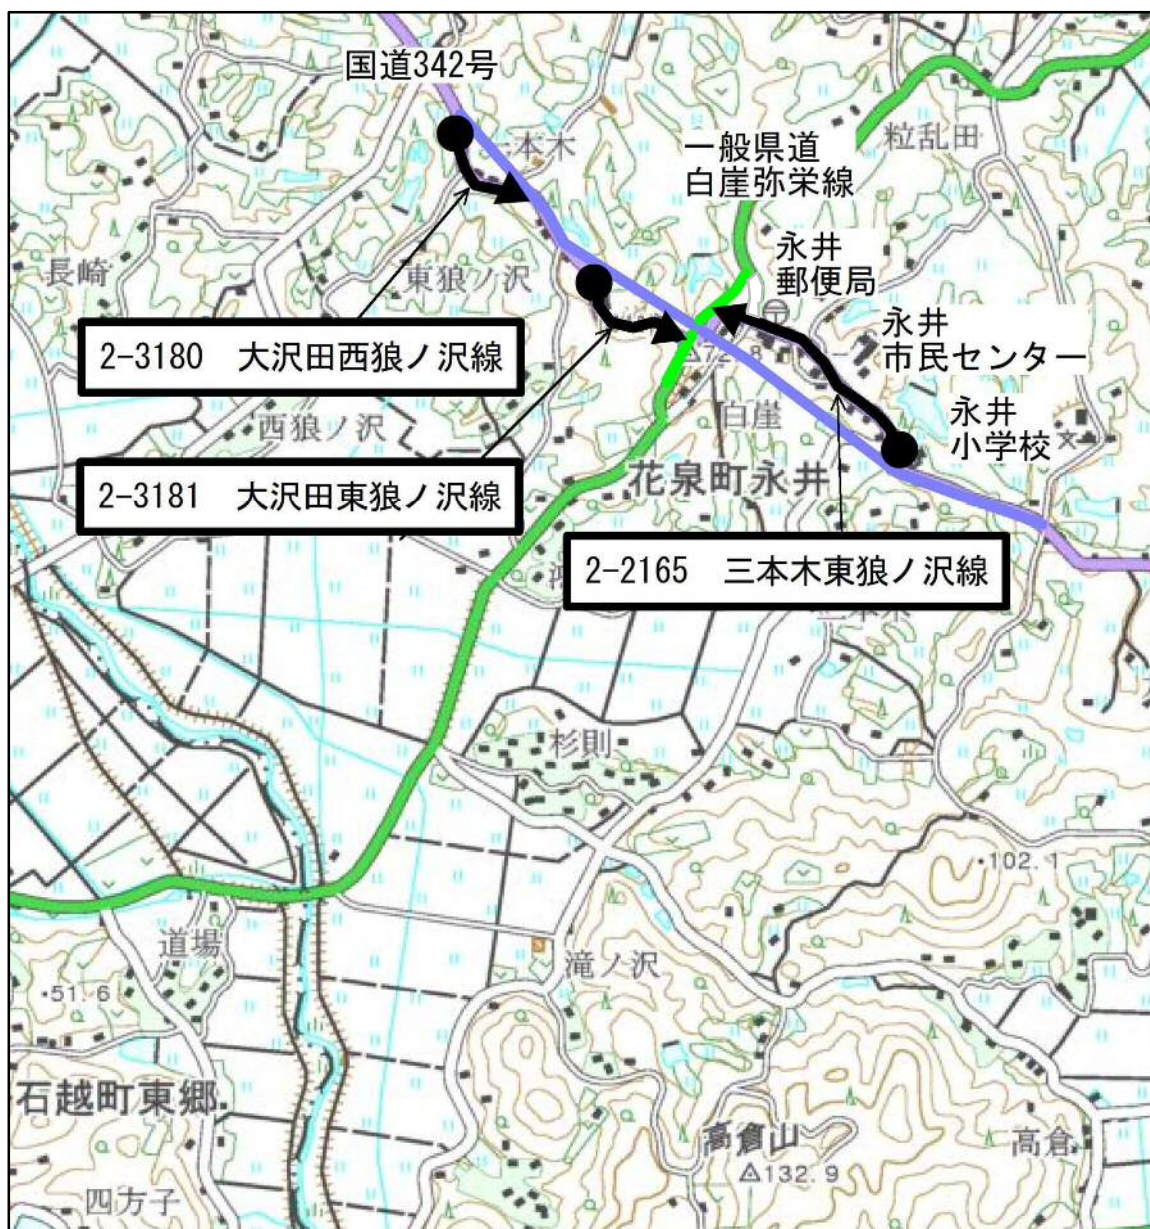 国道342号
一本木
一般県道
白崖弥栄線
粒乱田
長崎
東狼ノ沢
永井
郵便局
永井
市民センター
2-3180 大沢田西狼ノ沢線
72.8
西狼ノ沢
白崖
永井
小学校
花泉町永井
2-3181 大沢田東狼ノ沢線
2-2165 三本木東狼ノ沢線
杉則
・102.1
道場
滝ノ沢
・51.6
石越町東郷
高倉山
132.9
高倉
四方子